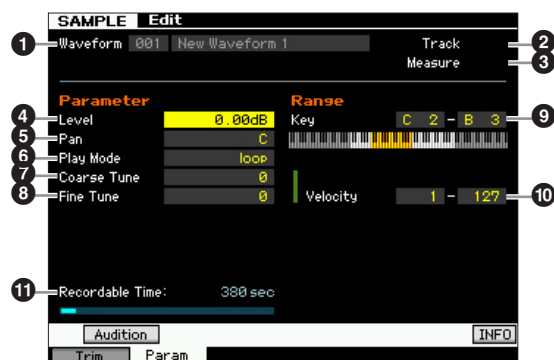 SAMPLE Edit
1 Waveform 001 New Waveform 1 Track 2
Measure 3
Parameter Range
4 Level 0.00dB Key C 2 - B 3 9
5 Pan C
6 Play Mode loop
7 Coarse Tune 0
8 Fine Tune 0 Velocity 1 - 127 10
11 Recordable Time: 380 sec
Audition INFO
Trim Param